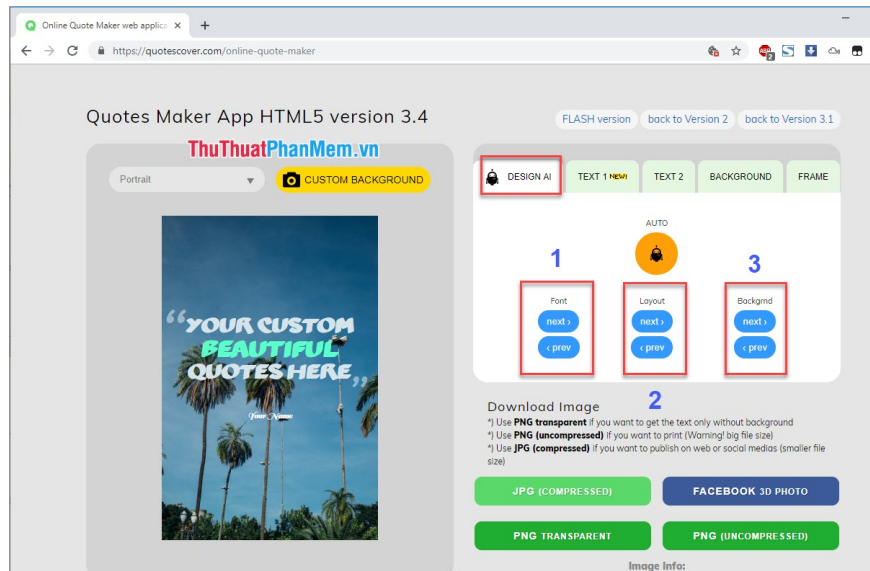 Online Quote Maker web applica
https://quotescover.com/online-quote-maker
2
Quotes Maker App HTML5 version 3.4
FLASH version
back to Version 2
back to Version 3.1
ThuThuatPhanMem.vn
Portrait
CUSTOM BACKGROUND
DESIGN AI
TEXT 1 NEW!
TEXT 2
BACKGROUND
FRAME
AUTO
1
3
Font
Layout
Backgrnd
next ›
next ›
next ›
‹ prev
‹ prev
‹ prev
2
“YOUR CUSTOM
BEAUTIFUL
QUOTES HERE„
Your Name
Download Image
*) Use PNG transparent if you want to get the text only without background
*) Use PNG (uncompressed) if you want to print (Warning! big file size)
*) Use JPG (compressed) if you want to publish on web or social medias (smaller file
size)
JPG (COMPRESSED)
FACEBOOK 3D PHOTO
PNG TRANSPARENT
PNG (UNCOMPRESSED)
Image Info: